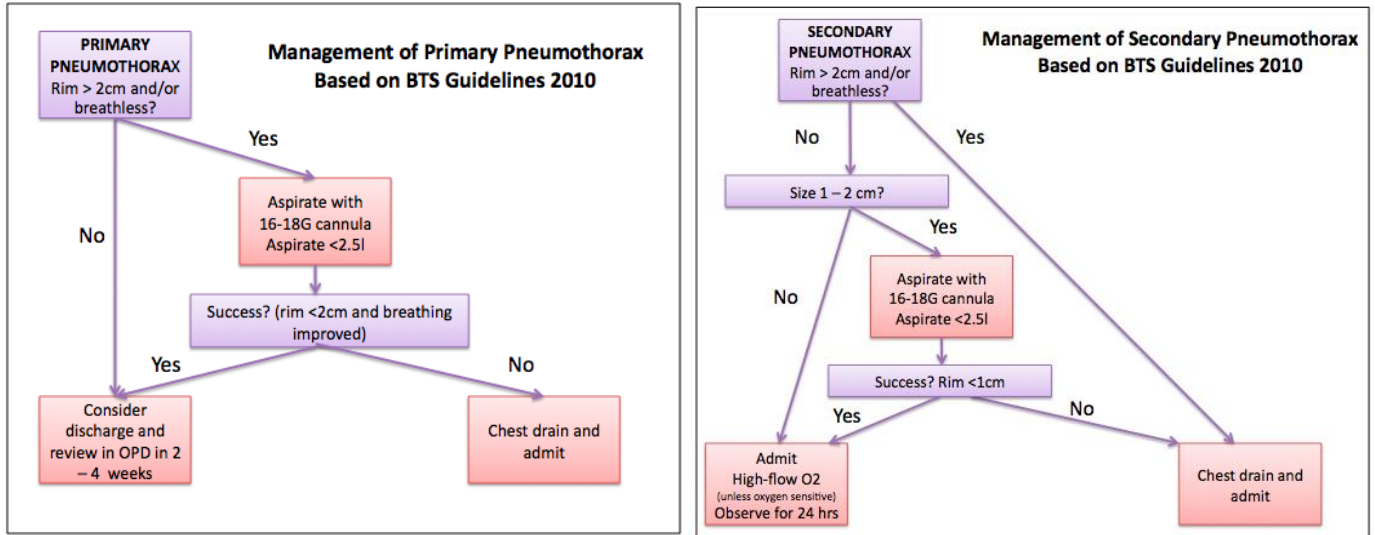 PRIMARY
PNEUMOTHORAX
Rim > 2cm and/or
breathless?
Management of Primary Pneumothorax
Based on BTS Guidelines 2010
Yes
No
Aspirate with
16-18G cannula
Aspirate <2.5l
Success? (rim <2cm and breathing
improved)
Yes
No
Consider
discharge and
review in OPD in 2
– 4 weeks
Chest drain and
admit
SECONDARY
PNEUMOTHORAX
Rim > 2cm and/or
breathless?
Management of Secondary Pneumothorax
Based on BTS Guidelines 2010
No
Yes
Size 1 – 2 cm?
Yes
No
Aspirate with
16-18G cannula
Aspirate <2.5l
Success? Rim <1cm
Yes
No
Admit
High-flow O2
(unless oxygen sensitive)
Observe for 24 hrs
Chest drain and
admit